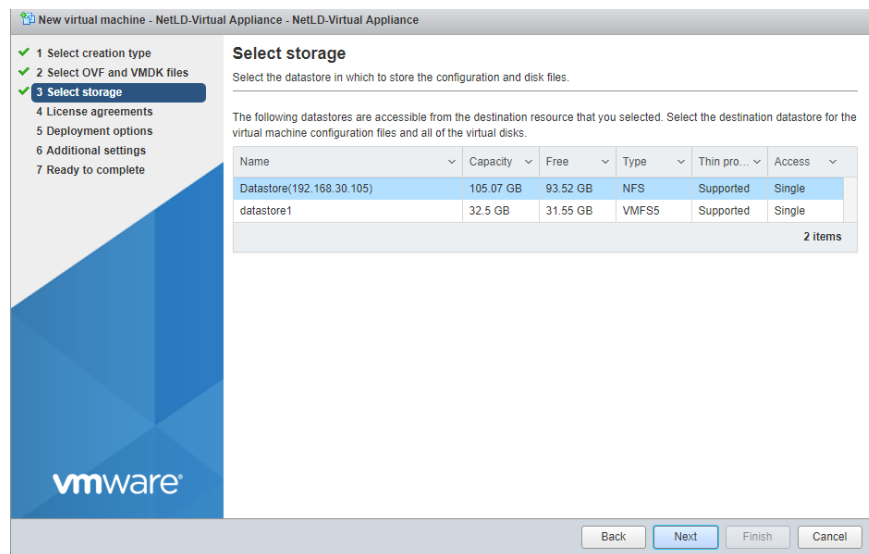 New virtual machine - NetLD-Virtual Appliance - NetLD-Virtual Appliance
1 Select creation type
2 Select OVF and VMDK files
3 Select storage
4 License agreements
5 Deployment options
6 Additional settings
7 Ready to complete
vmware®
Select storage
Select the datastore in which to store the configuration and disk files.
The following datastores are accessible from the destination resource that you selected. Select the destination datastore for the
virtual machine configuration files and all of the virtual disks.
Name Capacity Free Type Thin pro... Access
Datastore(192.168.30.105) 105.07 GB 93.52 GB NFS Supported Single
datastore1 32.5 GB 31.55 GB VMFS5 Supported Single
2 items
Back Next Finish Cancel